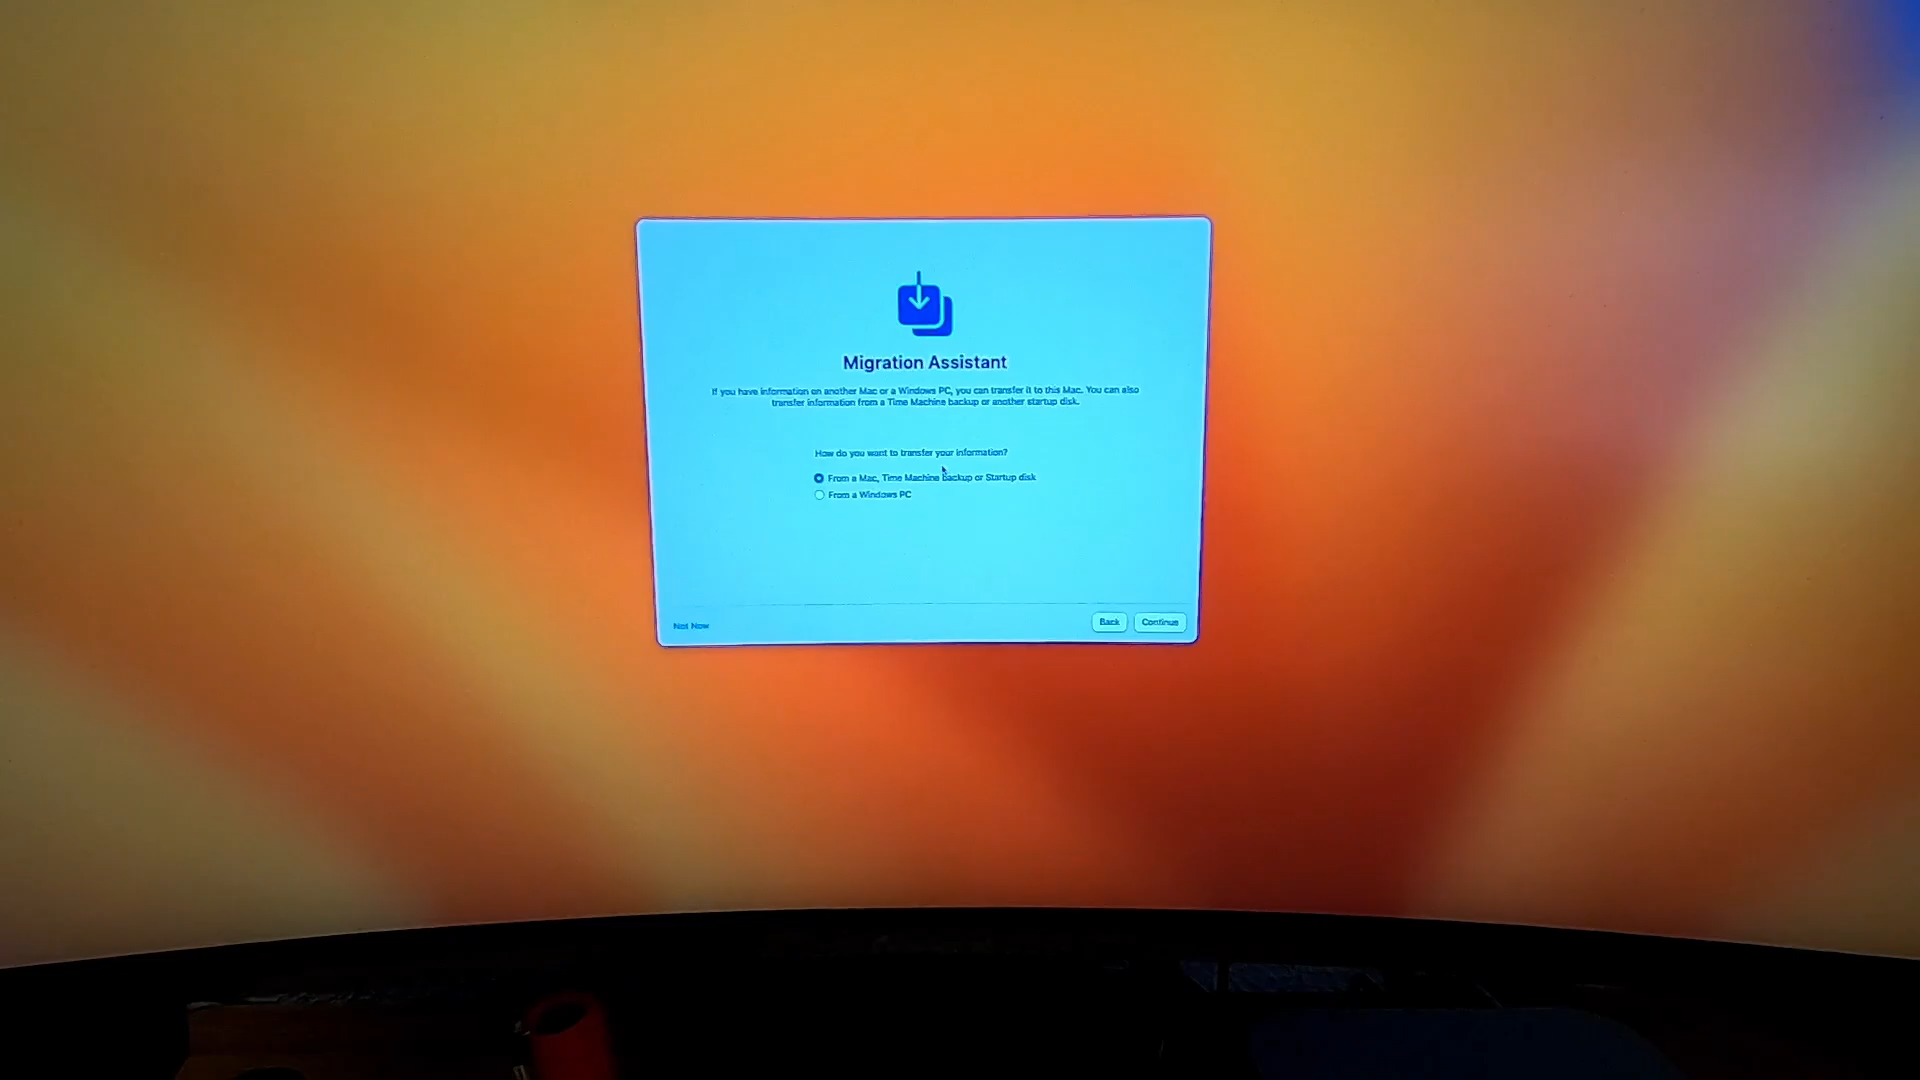 Migration Assistant
If you have information on another Mac or a Windows PC, you can transfer it to this Mac. You can also
transfer information from a Time Machine backup or another startup disk.
How do you want to transfer your information?
From a Mac, Time Machine backup or Startup disk
From a Windows PC
Not Now
Back
Continue